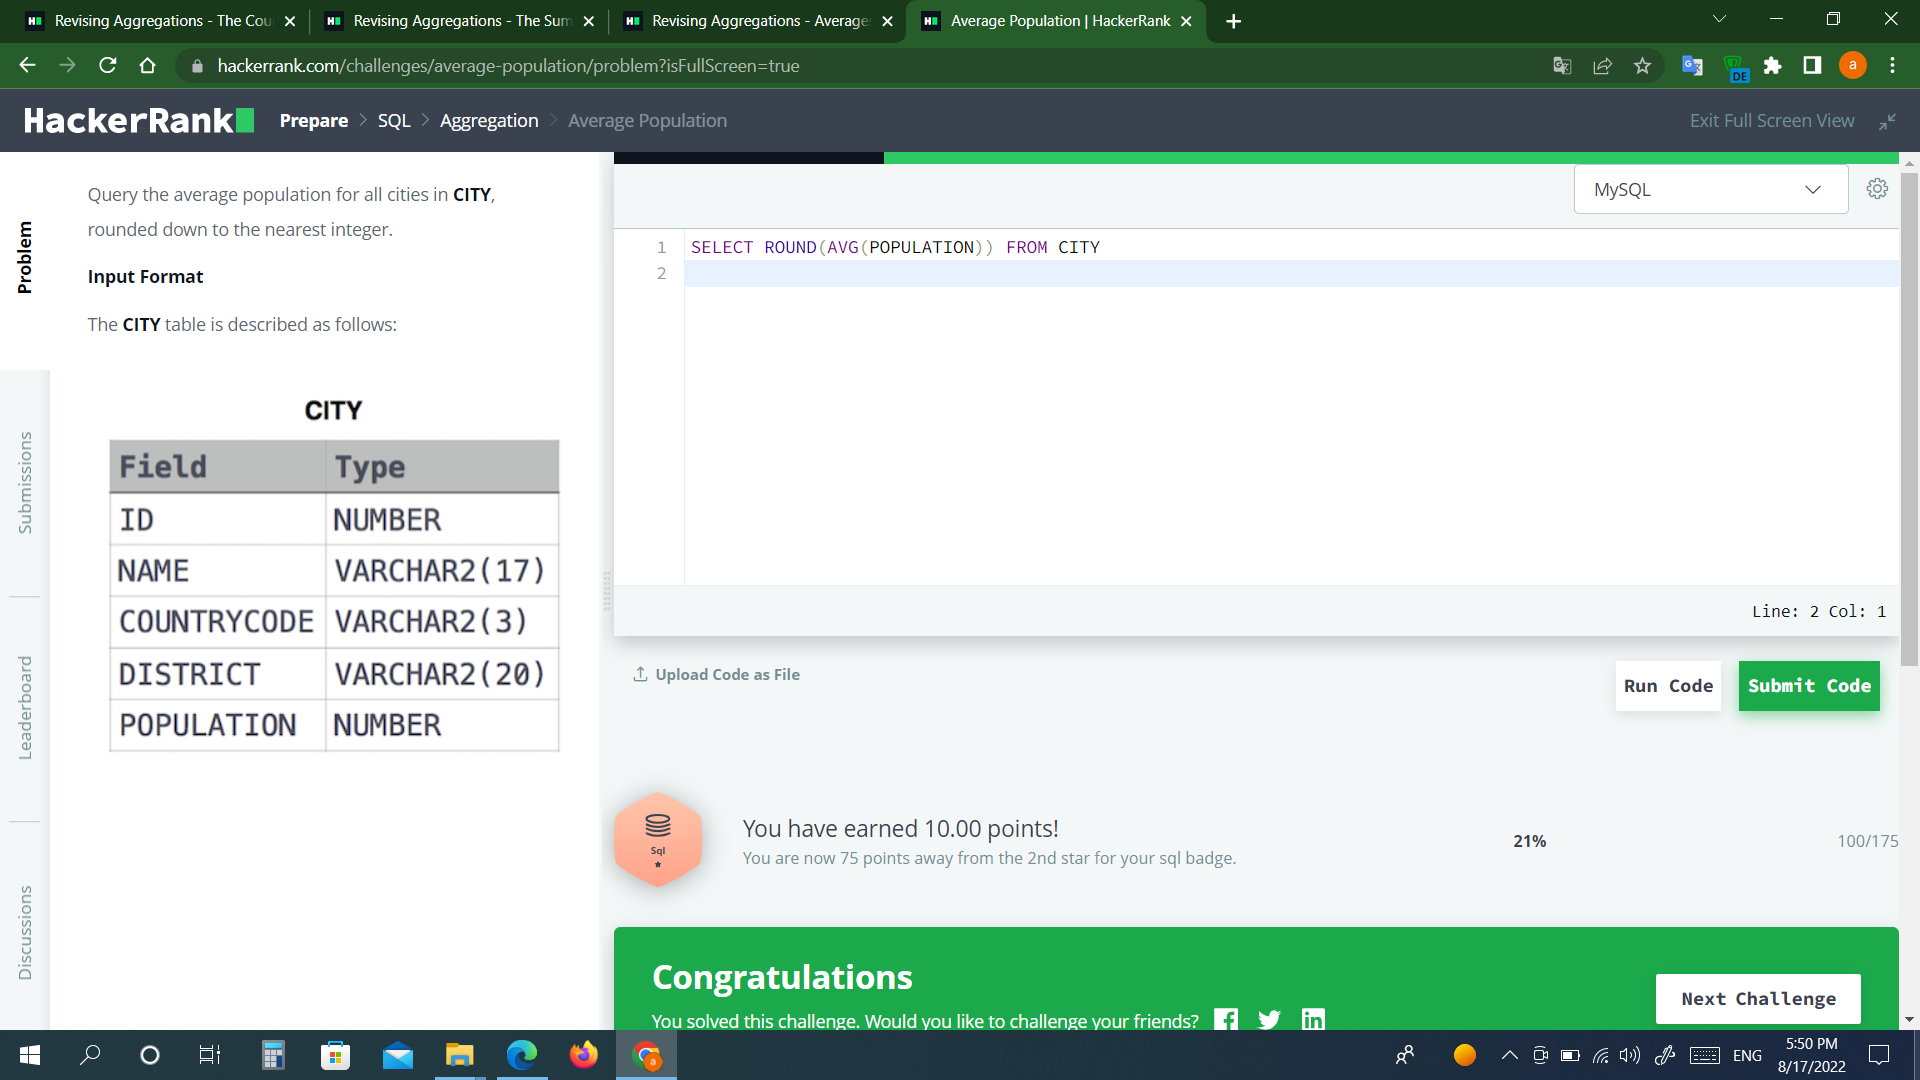 Revising Aggregations - The Cou
Revising Aggregations - The Sum
Revising Aggregations - Average
Average Population | HackerRank
hackerrank.com/challenges/average-population/problem?isFullScreen=true
DE
a
HackerRank
Prepare > SQL > Aggregation > Average Population
Exit Full Screen View
Problem
Submissions
Leaderboard
Discussions
Query the average population for all cities in CITY,
rounded down to the nearest integer.
Input Format
The CITY table is described as follows:
CITY
Field Type
ID NUMBER
NAME VARCHAR2(17)
COUNTRYCODE VARCHAR2(3)
DISTRICT VARCHAR2(20)
POPULATION NUMBER
MySQL
1 SELECT ROUND(AVG(POPULATION)) FROM CITY
2
Line: 2 Col: 1
Upload Code as File
Run Code
Submit Code
Sql
You have earned 10.00 points!
You are now 75 points away from the 2nd star for your sql badge.
21%
100/175
Congratulations
You solved this challenge. Would you like to challenge your friends?
Next Challenge
a
ENG
5:50 PM
8/17/2022